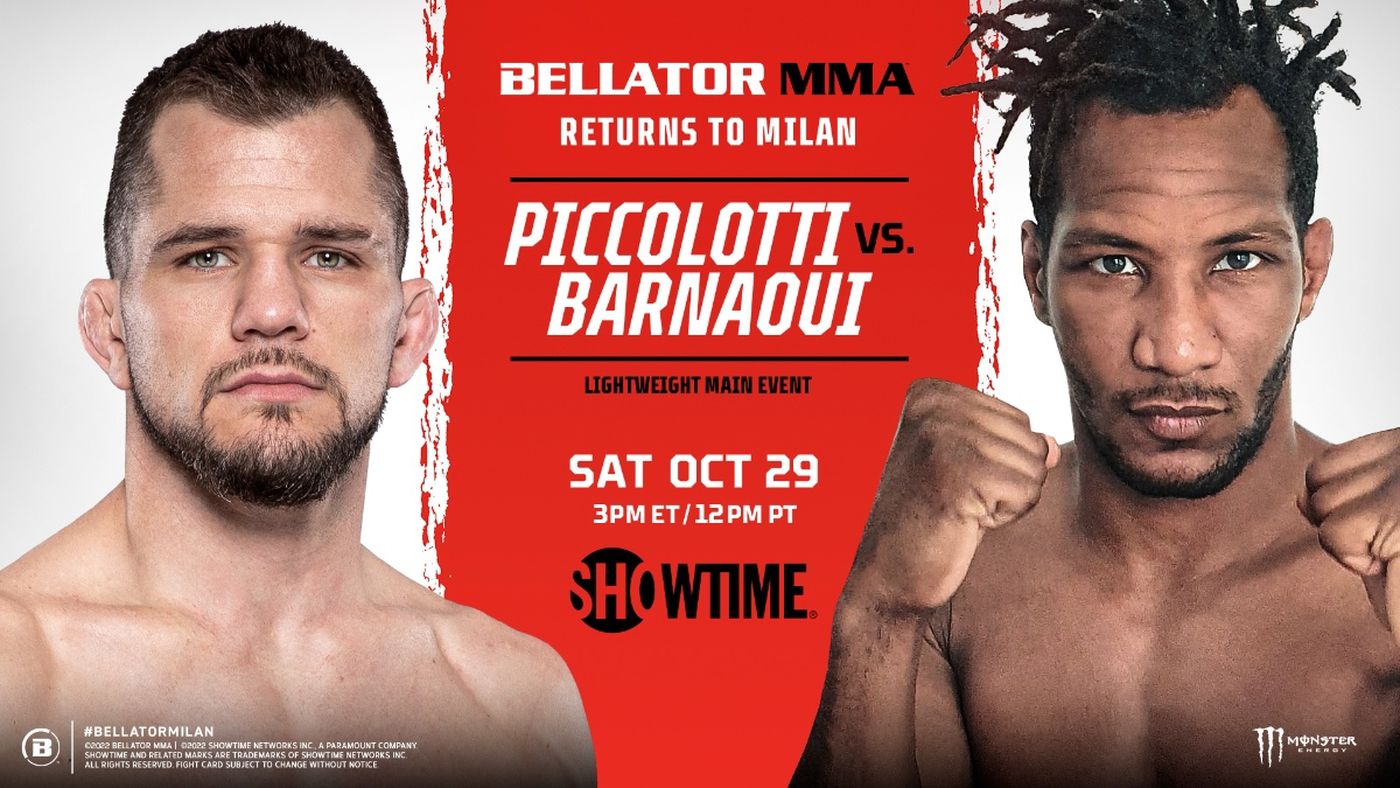 BELLATOR MMA
RETURNS TO MILAN
PICCOLOTTI VS.
BARNAOUI
LIGHTWEIGHT MAIN EVENT
SAT OCT 29
3PM ET / 12PM PT
SHOWTIME®
B
#BELLATORMILAN
©2022 BELLATOR MMA | ©2022 SHOWTIME NETWORKS INC., A PARAMOUNT COMPANY.
SHOWTIME AND RELATED MARKS ARE TRADEMARKS OF SHOWTIME NETWORKS INC.
ALL RIGHTS RESERVED. FIGHT CARD SUBJECT TO CHANGE WITHOUT NOTICE.
MONSTER
ENERGY